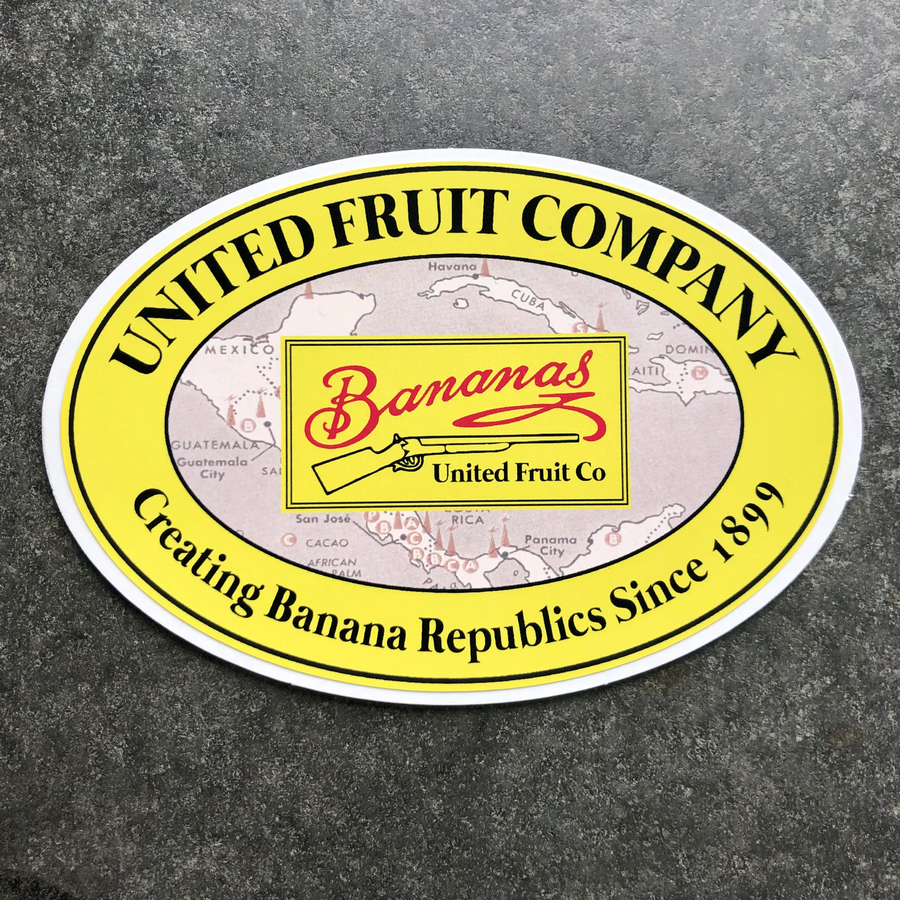 UNITED FRUIT COMPANY
Havana
CUBA
MEXICO
DOMIN
AITI
Bananas
GUATEMALA
Guatemala
City
United Fruit Co
San José
RICA
CACAO
Panama
City
AFRICAN
Creating Banana Republics Since 1899